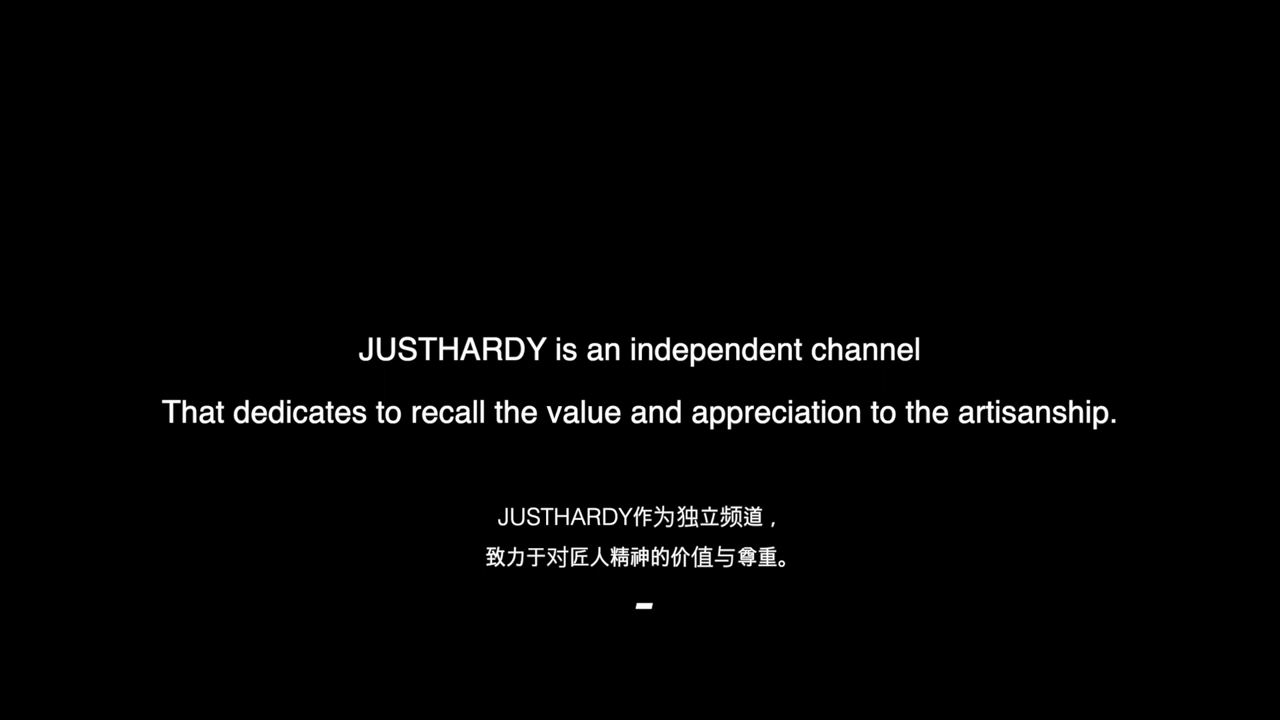 JUSTHARDY is an independent channel
That dedicates to recall the value and appreciation to the artisanship.
JUSTHARDY作为独立频道，
致力于对匠人精神的价值与尊重。
-